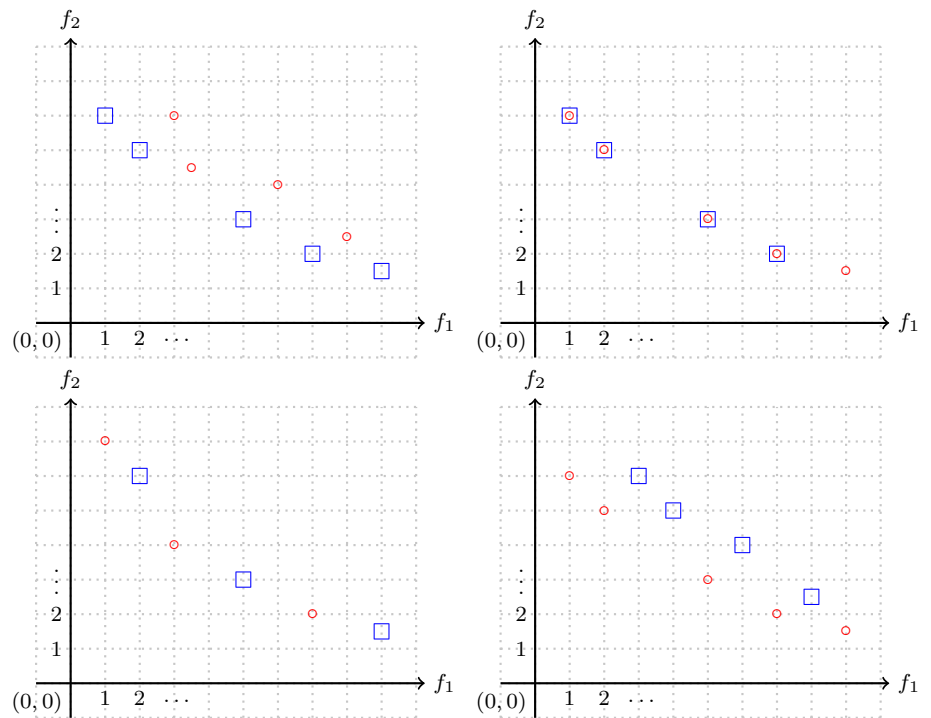 f₂ f₂
⋮ ⋮
2 2
1 1
f₁ f₁
(0, 0) 1 2 ⋯ (0, 0) 1 2 ⋯
f₂ f₂
⋮ ⋮
2 2
1 1
f₁ f₁
(0, 0) 1 2 ⋯ (0, 0) 1 2 ⋯